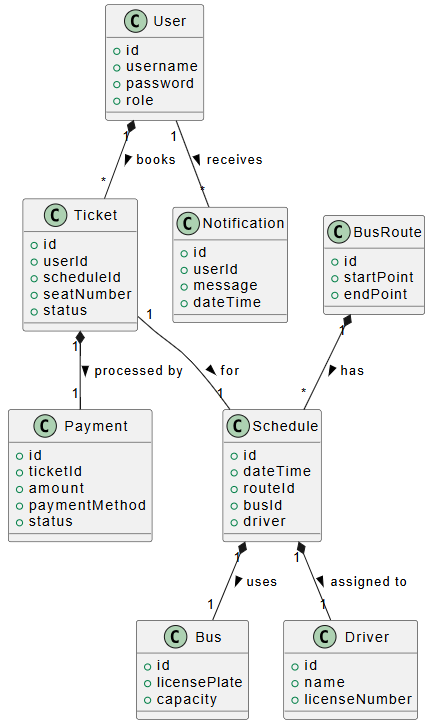 C User
id
username
password
role
1
1
books
receives
*
*
C Ticket
id
userId
scheduleId
seatNumber
status
C Notification
id
userId
message
dateTime
C BusRoute
id
startPoint
endPoint
1
1
1
processed by
for
has
1
1
*
C Payment
id
ticketId
amount
paymentMethod
status
C Schedule
id
dateTime
routeId
busId
driver
1
1
uses
assigned to
1
1
C Bus
id
licensePlate
capacity
C Driver
id
name
licenseNumber